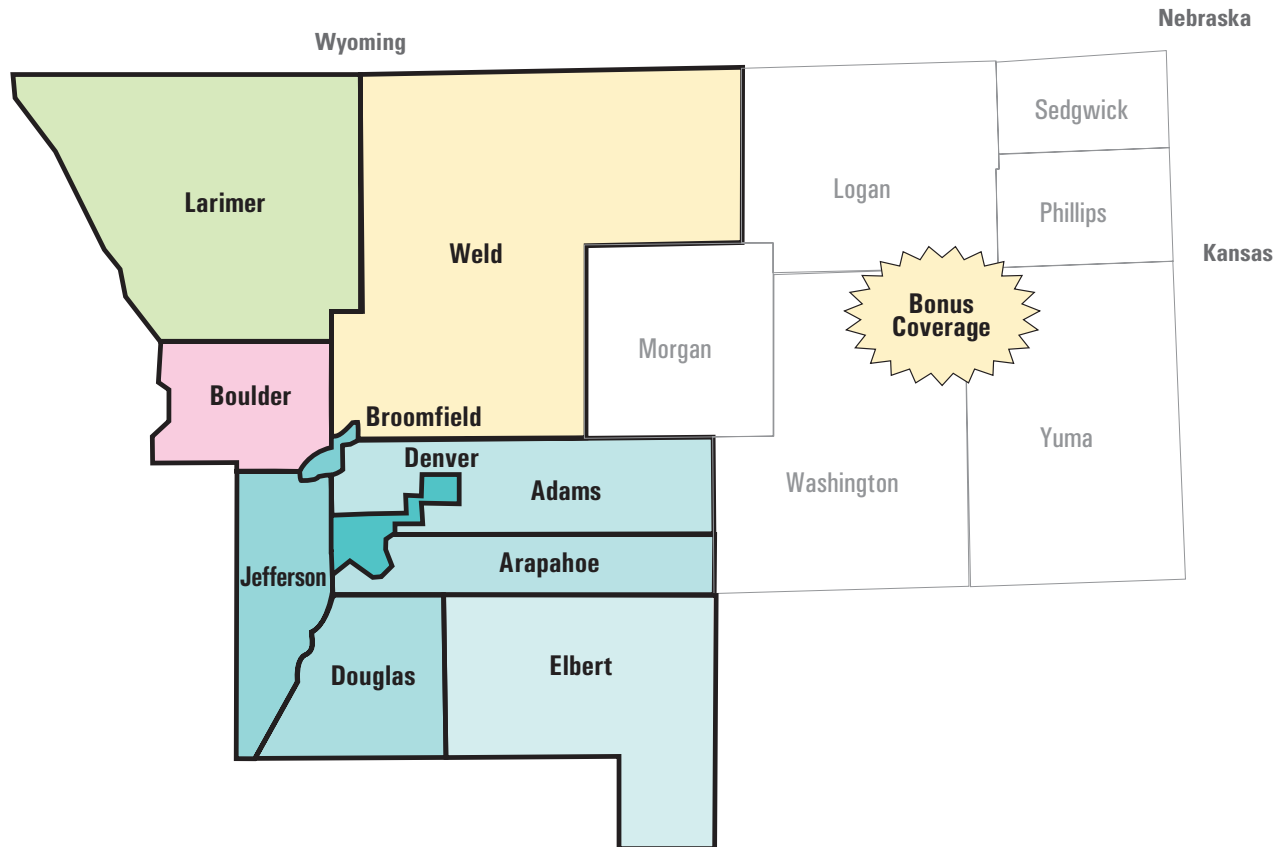 Nebraska
Wyoming
Sedgwick
Larimer
Logan
Phillips
Weld
Kansas
Bonus
Coverage
Morgan
Boulder
Broomfield
Yuma
Denver
Adams
Washington
Arapahoe
Jefferson
Elbert
Douglas